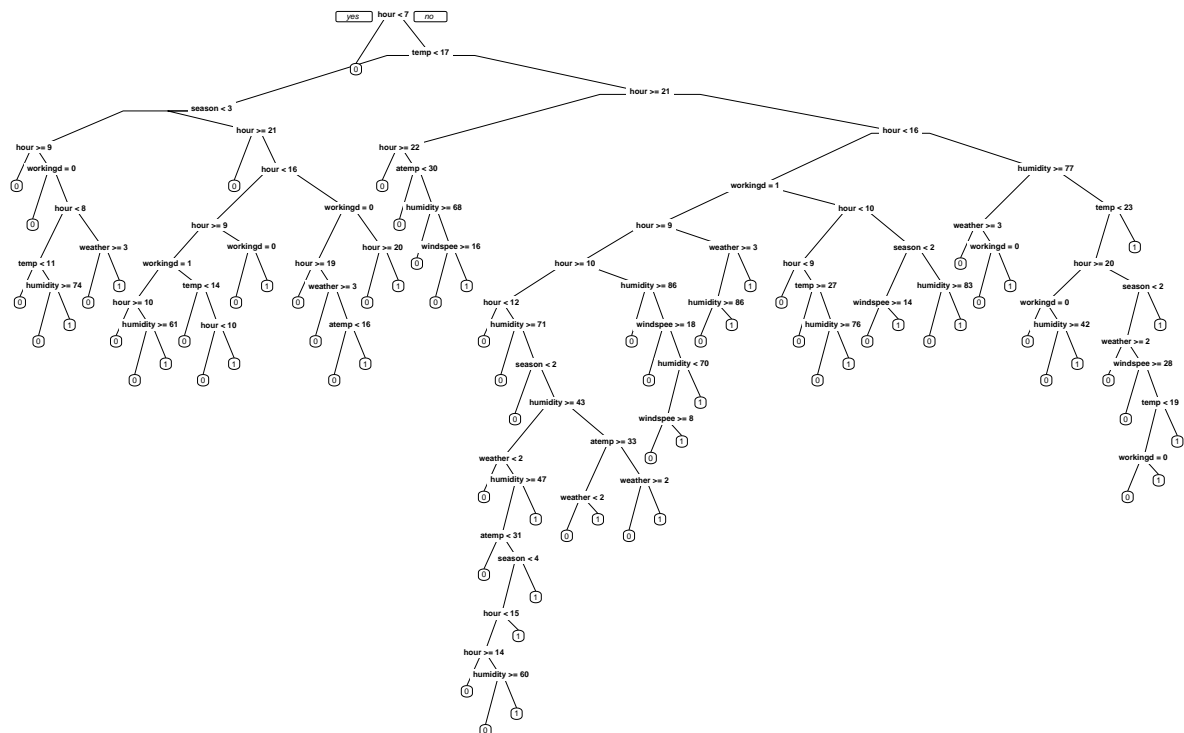 yes hour < 7 no
temp < 17
0
hour >= 21
season < 3
hour >= 21 hour < 16
hour >= 9 hour >= 22
workingd = 0 hour < 16 atemp < 30 humidity >= 77
0 0 0 workingd = 1
hour < 8 workingd = 0 humidity >= 68 hour < 10 temp < 23
0 hour >= 9 0 0 hour >= 9 weather >= 3
weather >= 3 workingd = 0 hour >= 20 windspee >= 16 weather >= 3 season < 2 workingd = 0 1
temp < 11 workingd = 1 hour >= 19 0 hour >= 10 hour < 9 0 hour >= 20
humidity >= 74 temp < 14 weather >= 3 0 1 humidity >= 86 temp >= 27 humidity >= 83 season < 2
0 0 1 hour >= 10 0 1 0 0 1 hour < 12 humidity >= 86 1 0 windspee >= 14 0 1 workingd = 0
1 humidity >= 61 hour < 10 atemp < 16 humidity >= 71 windspee >= 18 1 humidity >= 76 1 humidity >= 42 1
0 0 0 0 0 0 0 0 0 0 0 weather >= 2
1 1 1 season < 2 0 humidity < 70 1 1 windspee >= 28
0 0 0 0 0 0 0
humidity >= 43 1 temp < 19
0 windspee >= 8 0
atemp >= 33 1 1
weather < 2 0 workingd = 0
humidity >= 47 weather >= 2 1
0 weather < 2 0
1 1 1
atemp < 31 0 0
season < 4
0
1
hour < 15
1
hour >= 14
humidity >= 60
0
1
0